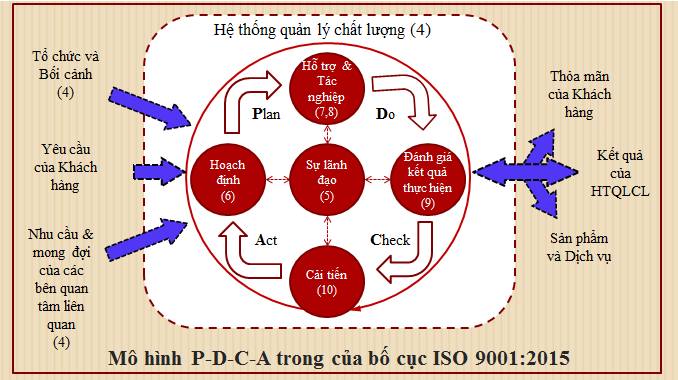 Hệ thống quản lý chất lượng (4)
Tổ chức và
Bối cảnh
(4)
Yêu cầu
của Khách
hàng
Nhu cầu &
mong đợi
của các
bên quan
tâm liên
quan
(4)
Hỗ trợ &
Tác
nghiệp
(7,8)
Plan
Do
Hoạch
định
(6)
Sự lãnh
đạo
(5)
Đánh giá
kết quả
thực hiện
(9)
Act
Check
Cải tiến
(10)
Thỏa mãn
của Khách
hàng
Kết quả
của
HTQLCL
Sản phẩm
và Dịch vụ
Mô hình P-D-C-A trong của bố cục ISO 9001:2015